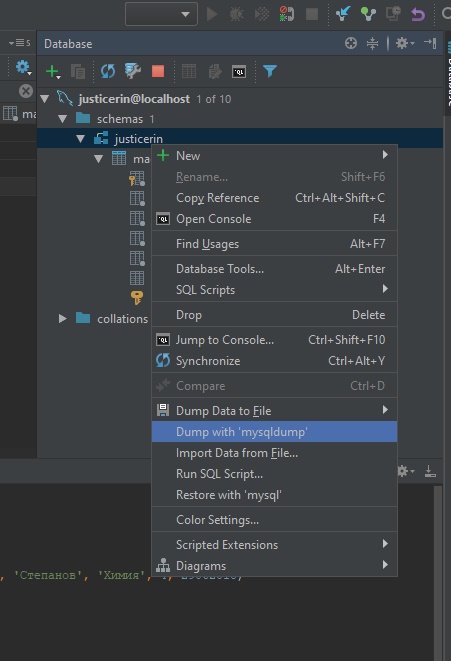 Database
justicerin@localhost 1 of 10
schemas 1
justicerin
ma
New
Rename... Shift+F6
Copy Reference Ctrl+Alt+Shift+C
Open Console F4
Find Usages Alt+F7
Database Tools... Alt+Enter
SQL Scripts
collations
Drop Delete
Jump to Console... Ctrl+Shift+F10
Synchronize Ctrl+Alt+Y
Compare Ctrl+D
Dump Data to File
Dump with 'mysqldump'
Import Data from File...
Run SQL Script...
Restore with 'mysql'
Color Settings...
Scripted Extensions
, 'Степанов', 'Химия',
Diagrams